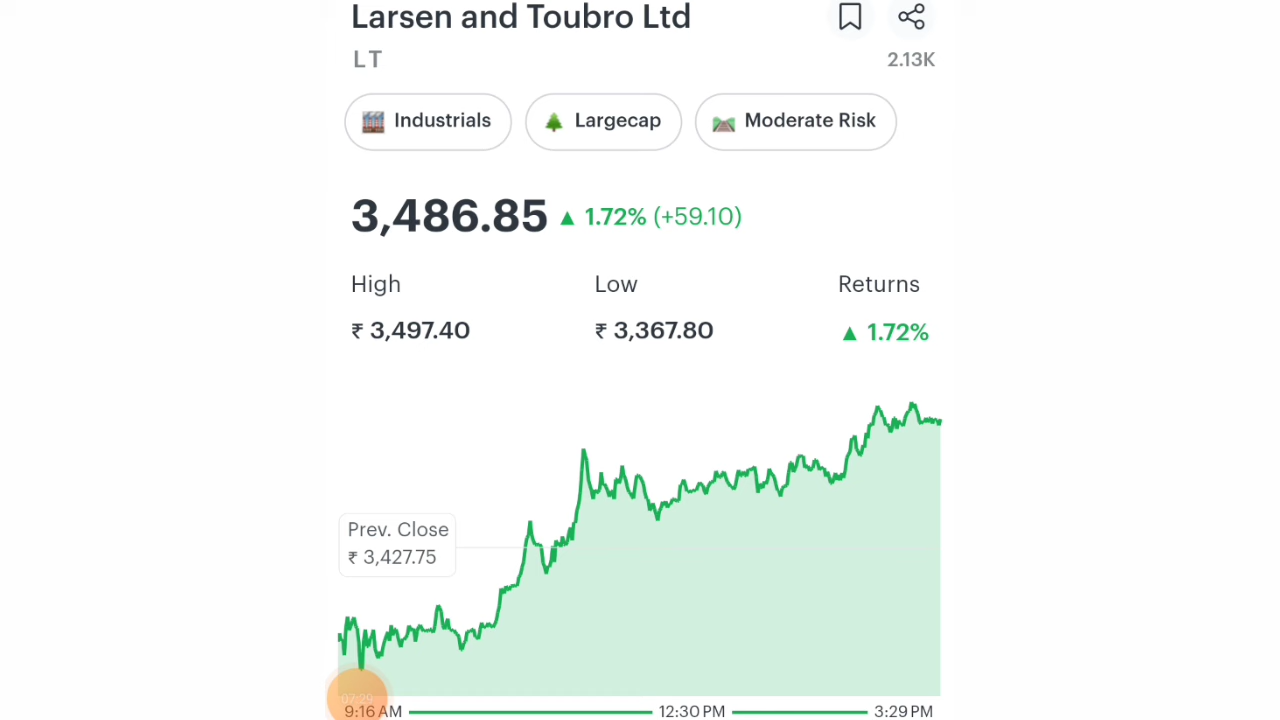 Larsen and Toubro Ltd
LT
2.13K
Industrials
Largecap
Moderate Risk
3,486.85 ▲ 1.72% (+59.10)
High
Low
Returns
₹ 3,497.40
₹ 3,367.80
▲ 1.72%
Prev. Close
₹ 3,427.75
07:29
9:16 AM
12:30 PM
3:29 PM